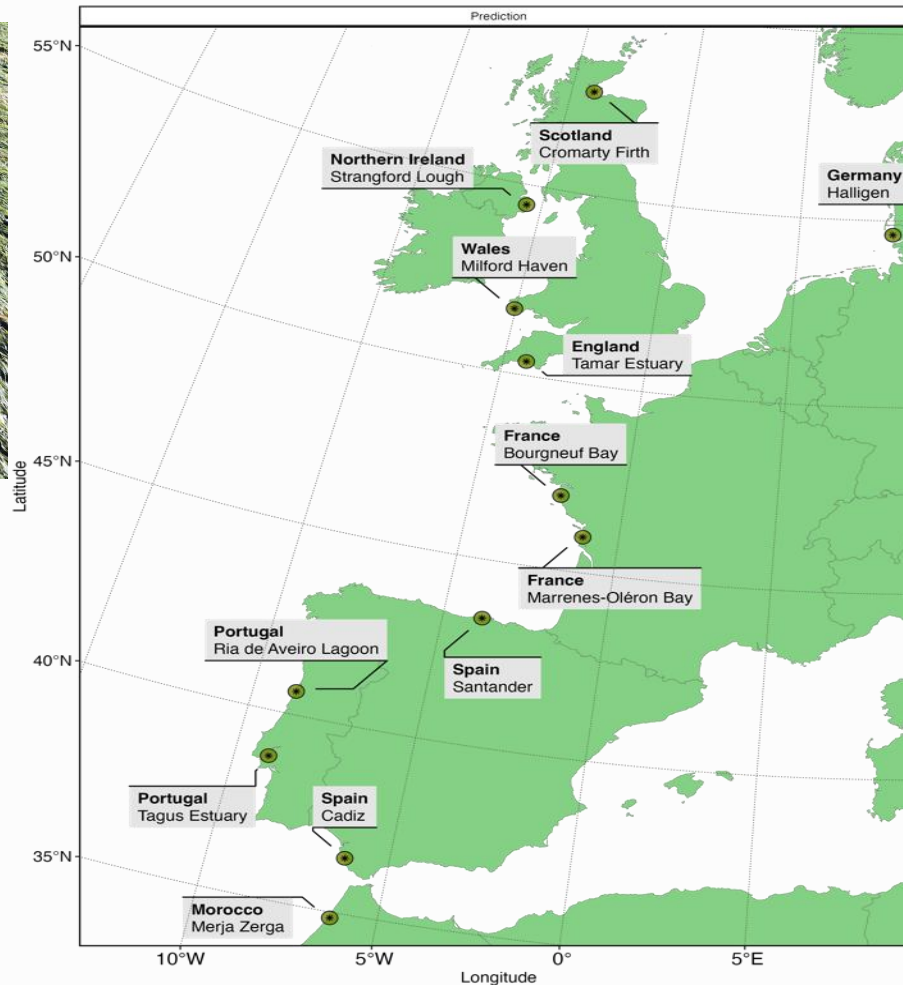 Prediction
55°N
50°N
45°N
40°N
35°N
Latitude
Scotland
Cromarty Firth
Northern Ireland
Strangford Lough
Germany
Halligen
Wales
Milford Haven
England
Tamar Estuary
France
Bourgneuf Bay
France
Marrenes-Oléron Bay
Portugal
Ria de Aveiro Lagoon
Spain
Santander
Portugal
Tagus Estuary
Spain
Cadiz
Morocco
Merja Zerga
10°W
5°W
0°
5°E
Longitude